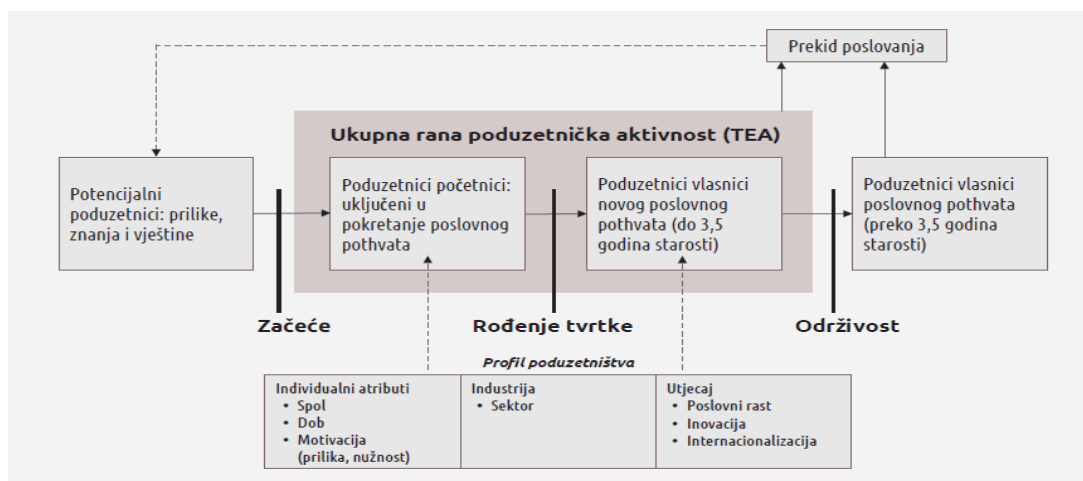 Prekid poslovanja
Ukupna rana poduzetnička aktivnost (TEA)
Potencijalni
poduzetnici: prilike,
znanja i vještine
Poduzetnici početnici:
uključeni u
pokretanje poslovnog
pothvata
Poduzetnici vlasnici
novog poslovnog
pothvata (do 3,5
godina starosti)
Poduzetnici vlasnici
poslovnog pothvata
(preko 3,5 godina
starosti)
Začeće
Rođenje tvrtke
Održivost
Profil poduzetništva
Individualni atributi
• Spol
• Dob
• Motivacija
(prilika, nužnost)
Industrija
• Sektor
Utjecaj
• Poslovni rast
• Inovacija
• Internacionalizacija